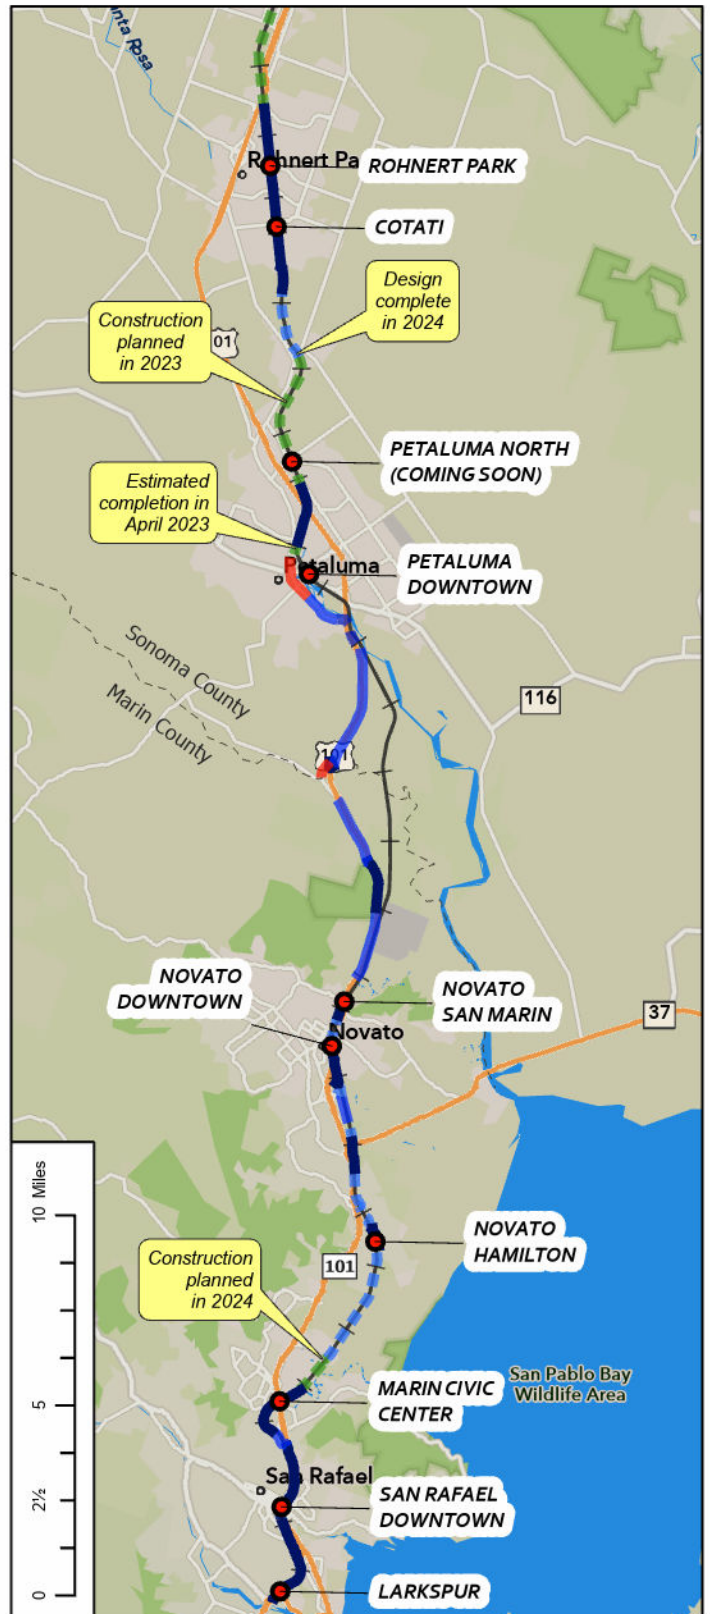 nta Rosa
Rohnert Pa
ROHNERT PARK
COTATI
Design
complete
in 2024
Construction
planned
in 2023
01
PETALUMA NORTH
(COMING SOON)
Estimated
completion in
April 2023
Petaluma
PETALUMA
DOWNTOWN
Sonoma County
Marin County
116
101
NOVATO
DOWNTOWN
NOVATO
SAN MARIN
37
Novato
10 Miles
NOVATO
HAMILTON
Construction
planned
in 2024
101
San Pablo Bay
Wildlife Area
MARIN CIVIC
CENTER
5
San Rafael
SAN RAFAEL
DOWNTOWN
2½
LARKSPUR
0